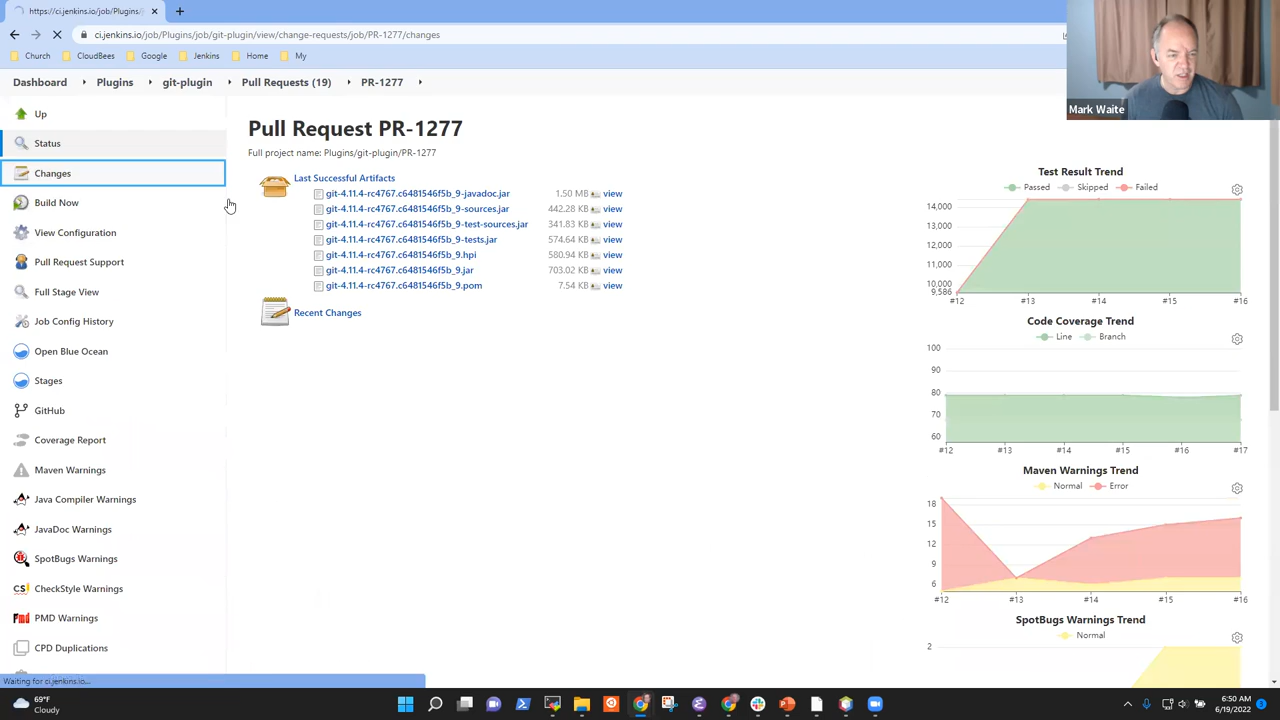 https://ci.jenkins.io/job/Plugins/
ci.jenkins.io/job/Plugins/job/git-plugin/view/change-requests/job/PR-1277/changes
Church CloudBees Google Jenkins Home My
Mark Waite
Dashboard Plugins git-plugin Pull Requests (19) PR-1277
Up
Status
Changes
Build Now
View Configuration
Pull Request Support
Full Stage View
Job Config History
Open Blue Ocean
Stages
GitHub
Coverage Report
Maven Warnings
Java Compiler Warnings
JavaDoc Warnings
SpotBugs Warnings
CheckStyle Warnings
PMD Warnings
CPD Duplications
Pull Request PR-1277
Full project name: Plugins/git-plugin/PR-1277
Last Successful Artifacts
git-4.11.4-rc4767.c6481546f5b_9-javadoc.jar 1.50 MB view
git-4.11.4-rc4767.c6481546f5b_9-sources.jar 442.28 KB view
git-4.11.4-rc4767.c6481546f5b_9-test-sources.jar 341.83 KB view
git-4.11.4-rc4767.c6481546f5b_9-tests.jar 574.64 KB view
git-4.11.4-rc4767.c6481546f5b_9.hpi 580.94 KB view
git-4.11.4-rc4767.c6481546f5b_9.jar 703.02 KB view
git-4.11.4-rc4767.c6481546f5b_9.pom 7.54 KB view
Recent Changes
Test Result Trend
Passed Skipped Failed
14,000
13,000
12,000
11,000
10,000
9,586
#12 #13 #14 #15 #16
Code Coverage Trend
Line Branch
100
90
80
70
60
#12 #13 #14 #15 #16 #17
Maven Warnings Trend
Normal Error
18
15
12
9
6
#12 #13 #14 #15 #16
SpotBugs Warnings Trend
Normal
2
Waiting for ci.jenkins.io...
69°F
Cloudy
6:50 AM
6/19/2022